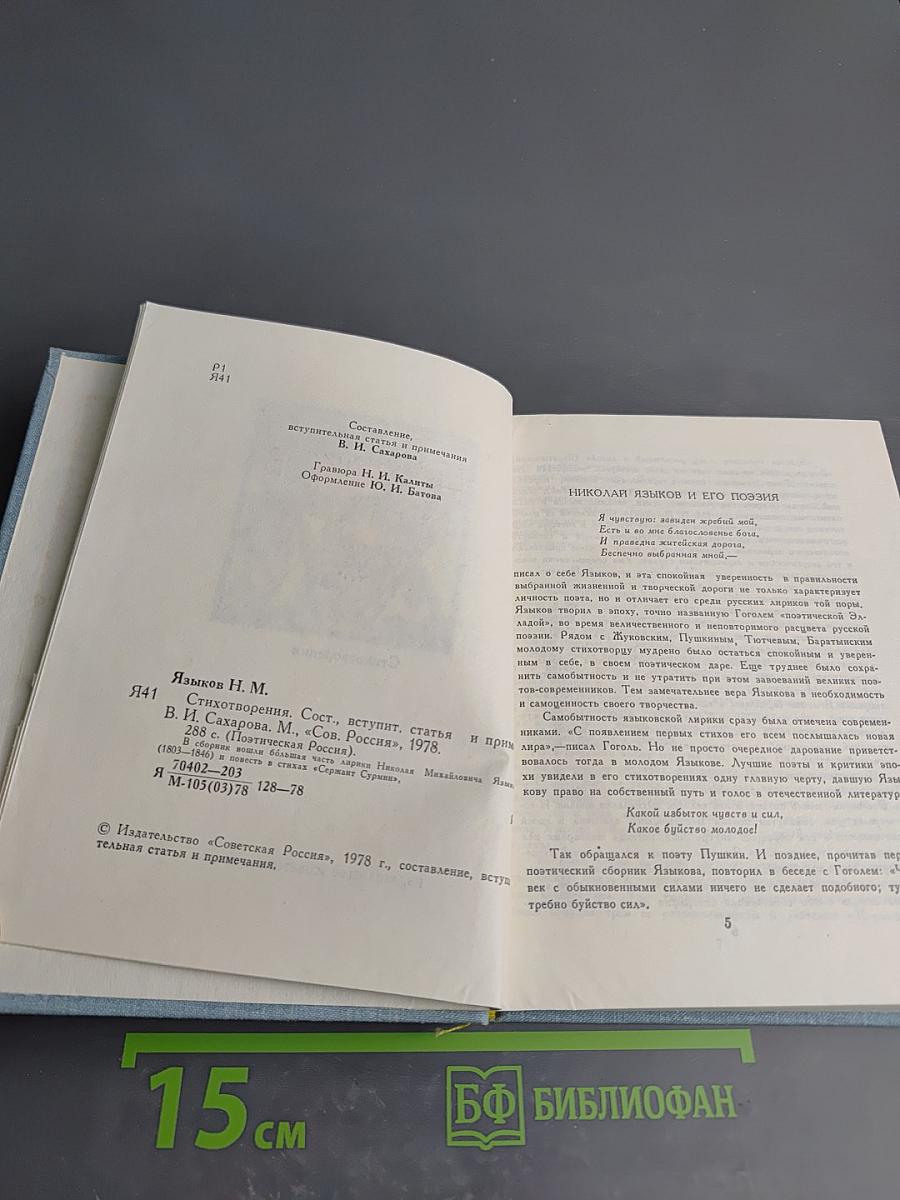 Р1
Я41
Составление,
вступительная статья и примечания
В. И. Сахарова
Гравюра Н. И. Калиты
Оформление Ю. И. Батова
Языков Н. М.
Я41
Стихотворения. Сост., вступит. статья и прим
В. И. Сахарова. М., «Сов. Россия», 1978.
288 с. (Поэтическая Россия).
В сборник вошли бо́льшая часть лирики Николая Михайловича Язык
(1803—1846) и повесть в стихах «Сержант Сурмин».
Я 70402—203
М-105(03)78 128—78
© Издательство «Советская Россия», 1978 г., составление, вступи
тельная статья и примечания.
НИКОЛАЙ ЯЗЫКОВ И ЕГО ПОЭЗИЯ
Я чувствую: завиден жребий мой,
Есть и во мне благословенье бога,
И праведна житейская дорога,
Беспечно выбранная мной,—
писал о себе Языков, и эта спокойная уверенность в правильности
выбранной жизненной и творческой дороги не только характеризует
личность поэта, но и отличает его среди русских лириков той поры.
Языков творил в эпоху, точно названную Гоголем «поэтической Эл-
ладой», во время величественного и неповторимого расцвета русской
поэзии. Рядом с Жуковским, Пушкиным, Тютчевым, Баратынским
молодому стихотворцу мудрено было остаться спокойным и уверен-
ным в себе, в своем поэтическом даре. Еще труднее было сохра-
нить самобытность и не утратить при этом завоеваний великих поэ-
тов-современников. Тем замечательнее вера Языкова в необходимость
и самоценность своего творчества.
Самобытность языковской лирики сразу была отмечена современ-
никами. «С появлением первых стихов его всем послышалась новая
лира»,—писал Гоголь. Но не просто очередное дарование приветст-
вовалось тогда в молодом Языкове. Лучшие поэты и критики эпо-
хи увидели в его стихотворениях одну главную черту, давшую Язы
кову право на собственный путь и голос в отечественной литератур
Какой избыток чувств и сил,
Какое буйство молодое!
Так обращался к поэту Пушкин. И позднее, прочитав пер
поэтический сборник Языкова, повторил в беседе с Гоголем: «Ч
век с обыкновенными силами ничего не сделает подобного; ту
требно буйство сил».
5
15 см
БФ БИБЛИОФАН